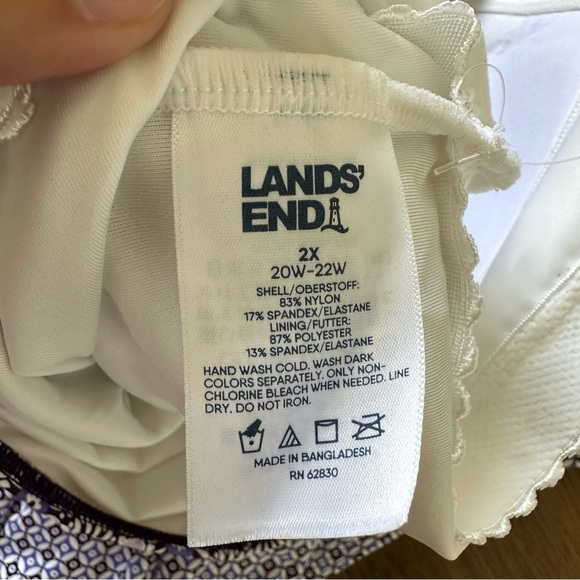 LANDS'
END
2X
20W-22W
SHELL/OBERSTOFF:
83% NYLON
17% SPANDEX/ELASTANE
LINING/FUTTER:
87% POLYESTER
13% SPANDEX/ELASTANE
HAND WASH COLD. WASH DARK
COLORS SEPARATELY. ONLY NON-
CHLORINE BLEACH WHEN NEEDED. LINE
DRY. DO NOT IRON.
MADE IN BANGLADESH
RN 62830